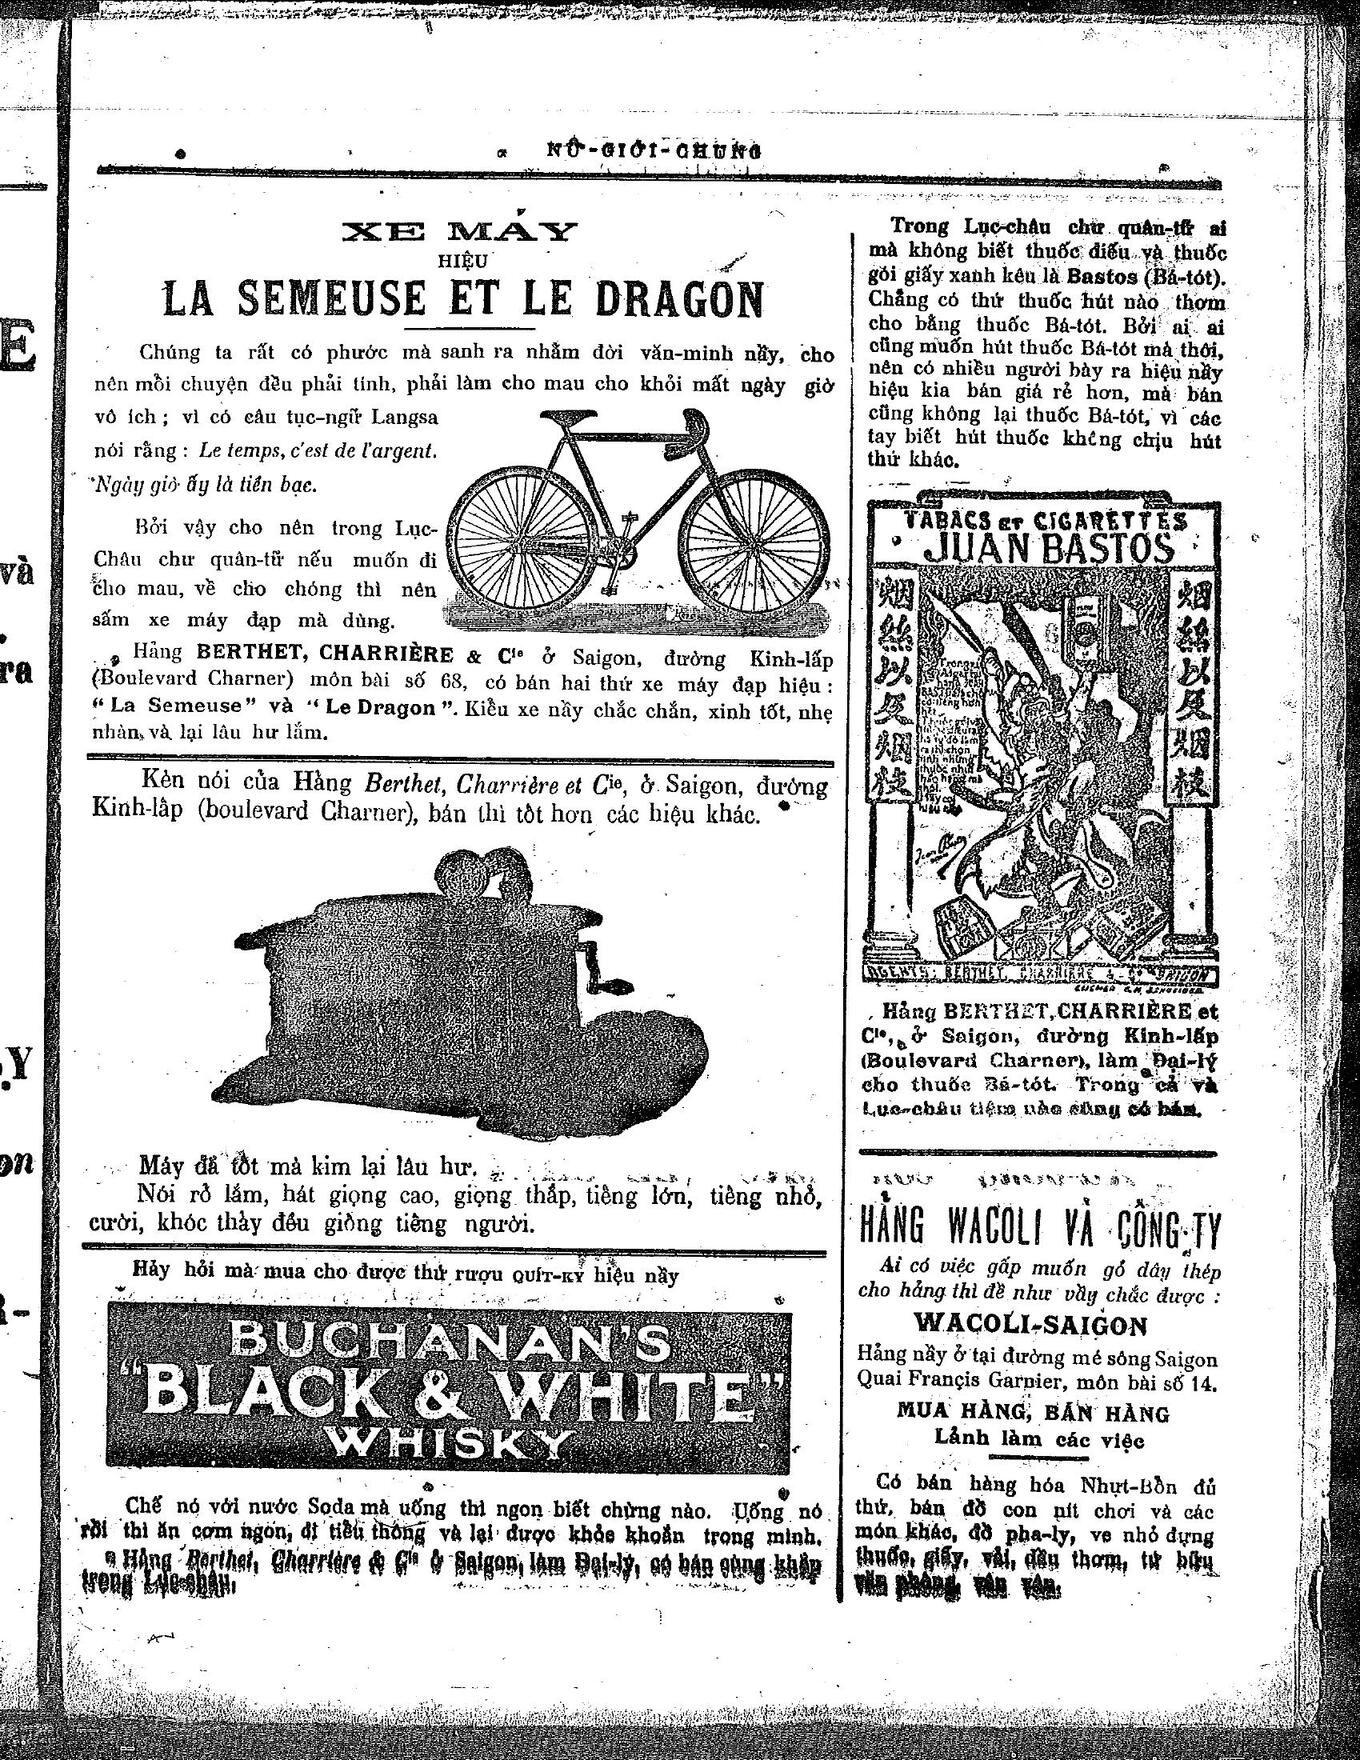 NỮ-GIỚI-CHUNG
XE MÁY
HIỆU
LA SEMEUSE ET LE DRAGON
Chúng ta rất có phước mà sanh ra nhằm đời văn-minh nầy, cho
nên mỗi chuyện đều phải tính, phải làm cho mau cho khỏi mất ngày giờ
vô ích ; vì có câu tục-ngữ Langsa
nói rằng : Le temps, c'est de l'argent.
Ngày giờ ấy là tiền bạc.
Bởi vậy cho nên trong Lục-
Châu chư quân-tử nếu muốn đi
cho mau, về cho chóng thì nên
sấm xe máy đạp mà dùng.
Hảng BERTHET, CHARRIÈRE & Cie ở Saigon, đường Kinh-lấp
(Boulevard Charner) môn bài số 68, có bán hai thứ xe máy đạp hiệu :
“ La Semeuse ” và “ Le Dragon ”. Kiểu xe nầy chắc chắn, xinh tốt, nhẹ
nhàn, và lại lâu hư lắm.
Kèn nói của Hảng Berthet, Charrière et Cie, ở Saigon, đường
Kinh-lấp (boulevard Charner), bán thì tốt hơn các hiệu khác.
Máy đã tốt mà kim lại lâu hư.
Nói rỏ lắm, hát giọng cao, giọng thấp, tiếng lớn, tiếng nhỏ,
cười, khóc thảy đều giống tiếng người.
Hảy hỏi mà mua cho được thứ rượu QUÍT-KY hiệu nầy
BUCHANAN'S
“BLACK & WHITE”
WHISKY
Chế nó với nước Soda mà uống thì ngon biết chừng nào. Uống nó
rồi thì ăn cơm ngon, đi tiểu thông và lại được khỏe khoắn trong mình.
Hảng Berthet, Charrière & Cie ở Saigon, làm Đại-lý, có bán cùng khắp
trong Lục-châu.
Trong Lục-châu chư quân-tử ai
mà không biết thuốc điếu và thuốc
gói giấy xanh kêu là Bastos (Bá-tót).
Chẳng có thứ thuốc hút nào thơm
cho bằng thuốc Bá-tót. Bởi ai ai
cũng muốn hút thuốc Bá-tót mà thôi,
nên có nhiều người bày ra hiệu nầy
hiệu kia bán giá rẻ hơn, mà bán
cũng không lại thuốc Bá-tót, vì các
tay biết hút thuốc không chịu hút
thứ khác.
TABACS ET CIGARETTES
JUAN BASTOS
烟絲以及烟枝
烟絲以及烟枝
AGENTS: BERTHET, CHARRIÈRE & Cie SAIGON
Hảng BERTHET, CHARRIÈRE et
Cie, ở Saigon, đường Kinh-lấp
(Boulevard Charner), làm Đại-lý
cho thuốc Bá-tót. Trong cả và
Lục-châu tiệm nào cũng có bán.
HẢNG WACOLI VÀ CÔNG-TY
Ai có việc gấp muốn gỏ dây thép
cho hảng thì đề như vầy chắc được :
WACOLI-SAIGON
Hảng nầy ở tại đường mé sông Saigon
Quai Françis Garnier, môn bài số 14.
MUA HÀNG, BÁN HÀNG
Lảnh làm các việc
Có bán hàng hóa Nhựt-Bổn đủ
thứ, bán đồ con nít chơi và các
món khác, đồ pha-ly, ve nhỏ đựng
thuốc, giấy, vải, dầu thơm, tứ bửu
văn phòng, vân vân.